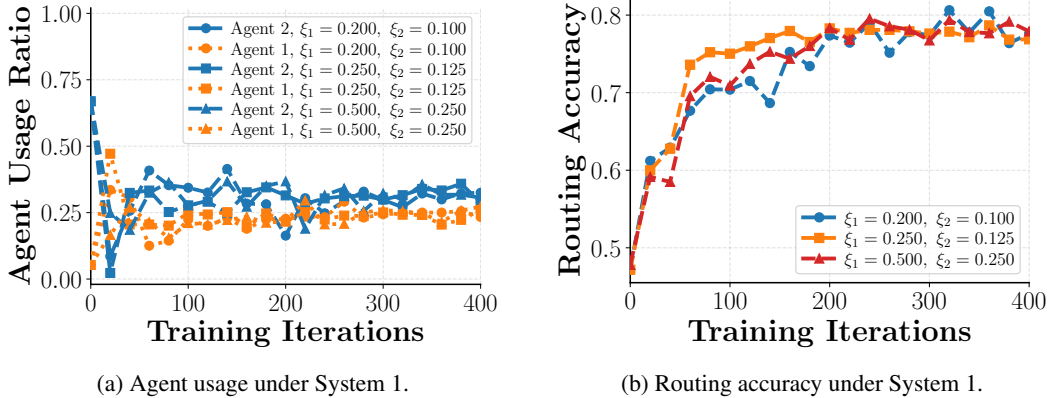 Agent Usage Ratio
1.00
0.75
0.50
0.25
0.00
Agent 2, ξ₁ = 0.200, ξ₂ = 0.100
Agent 1, ξ₁ = 0.200, ξ₂ = 0.100
Agent 2, ξ₁ = 0.250, ξ₂ = 0.125
Agent 1, ξ₁ = 0.250, ξ₂ = 0.125
Agent 2, ξ₁ = 0.500, ξ₂ = 0.250
Agent 1, ξ₁ = 0.500, ξ₂ = 0.250
0 100 200 300 400
Training Iterations
(a) Agent usage under System 1.
Routing Accuracy
0.8
0.7
0.6
0.5
ξ₁ = 0.200, ξ₂ = 0.100
ξ₁ = 0.250, ξ₂ = 0.125
ξ₁ = 0.500, ξ₂ = 0.250
0 100 200 300 400
Training Iterations
(b) Routing accuracy under System 1.